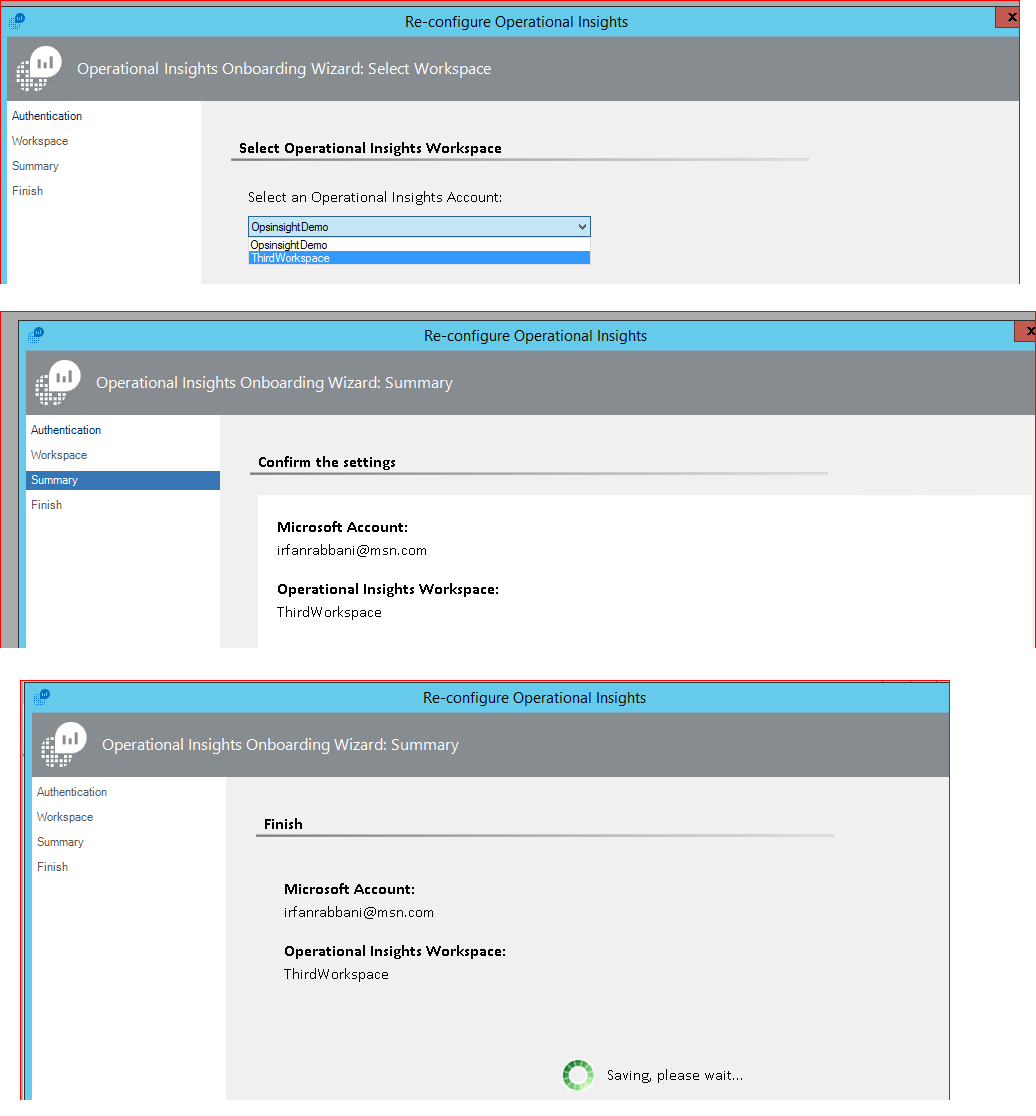 Re-configure Operational Insights
x
Operational Insights Onboarding Wizard: Select Workspace
Authentication
Workspace
Summary
Finish
Select Operational Insights Workspace
Select an Operational Insights Account:
OpsinsightDemo
OpsinsightDemo
ThirdWorkspace
Re-configure Operational Insights
x
Operational Insights Onboarding Wizard: Summary
Authentication
Workspace
Summary
Finish
Confirm the settings
Microsoft Account:
irfanrabbani@msn.com
Operational Insights Workspace:
ThirdWorkspace
Re-configure Operational Insights
Operational Insights Onboarding Wizard: Summary
Authentication
Workspace
Summary
Finish
Finish
Microsoft Account:
irfanrabbani@msn.com
Operational Insights Workspace:
ThirdWorkspace
Saving, please wait...